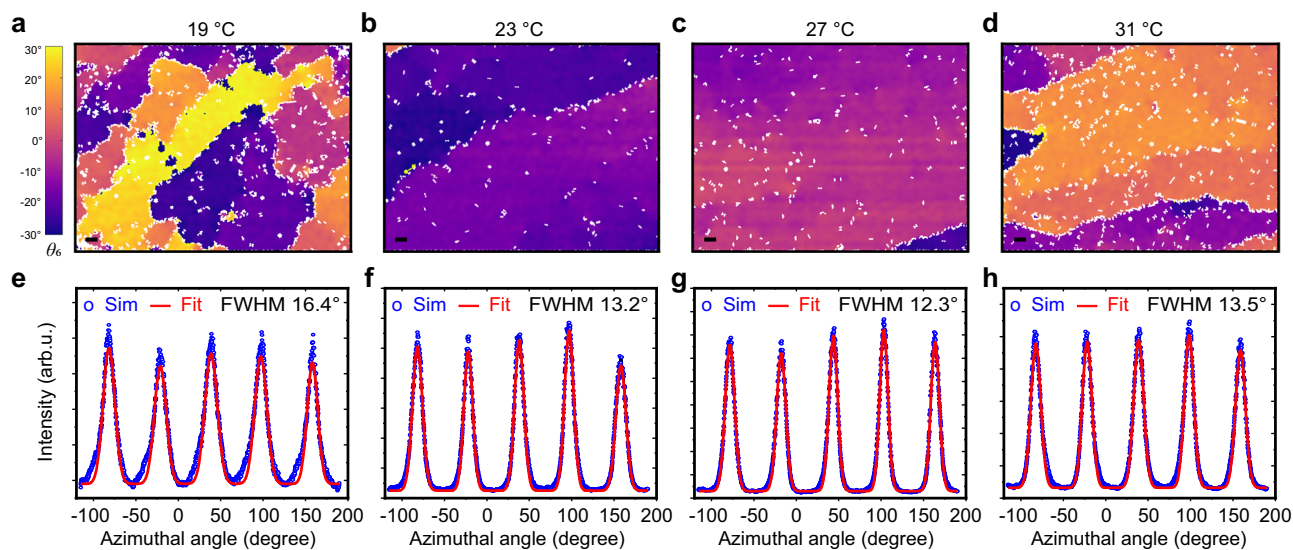 a 19 °C
b 23 °C
c 27 °C
d 31 °C
30°
20°
10°
0°
-10°
-20°
-30°
θ6
e Sim Fit FWHM 16.4°
f Sim Fit FWHM 13.2°
g Sim Fit FWHM 12.3°
h Sim Fit FWHM 13.5°
Intensity (arb.u.)
-100 -50 0 50 100 150 200
-100 -50 0 50 100 150 200
-100 -50 0 50 100 150 200
-100 -50 0 50 100 150 200
Azimuthal angle (degree)
Azimuthal angle (degree)
Azimuthal angle (degree)
Azimuthal angle (degree)